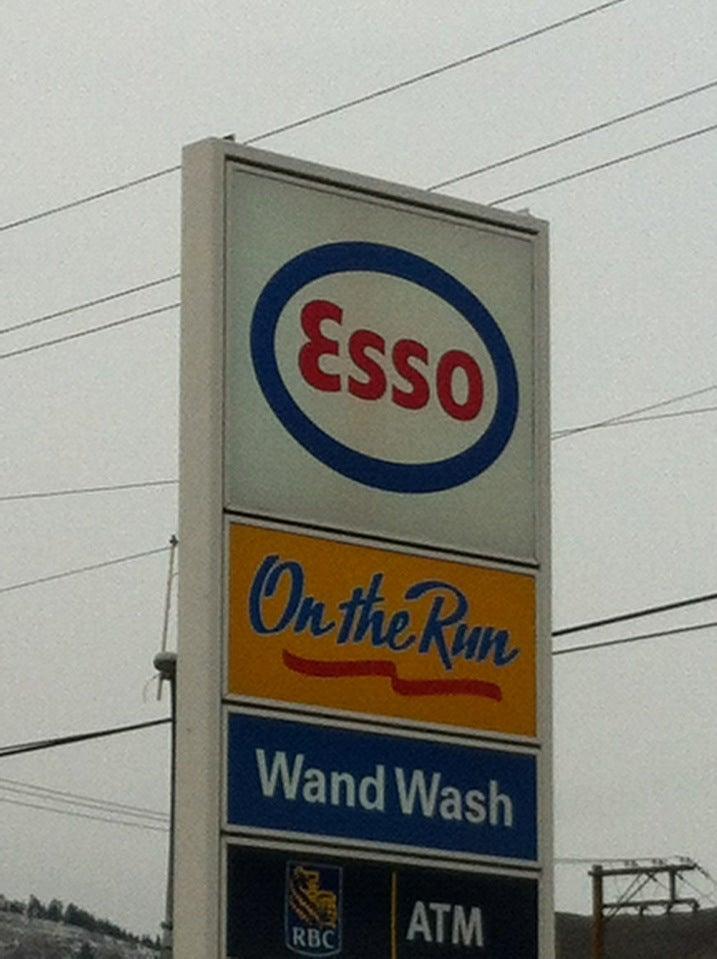 Esso
On the Run
Wand Wash
RBC ATM